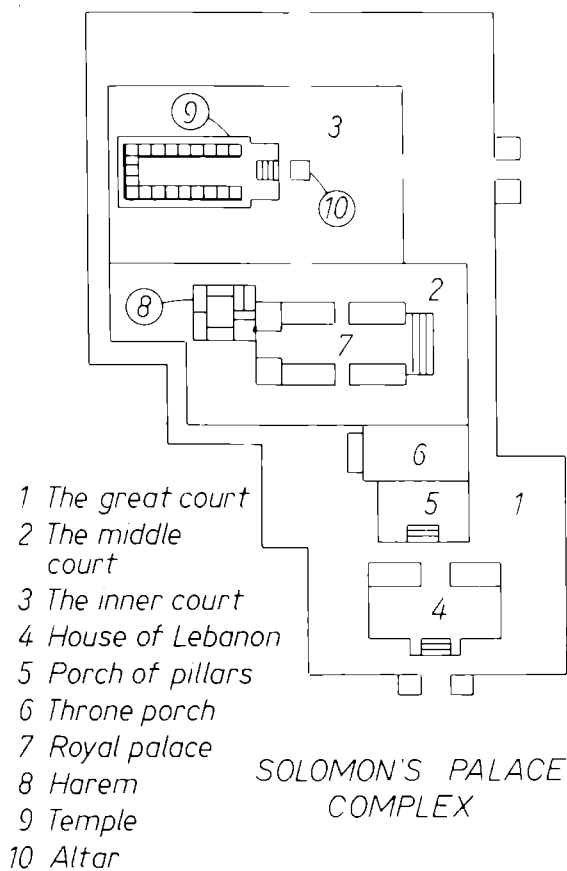 9
3
10
2
8
7
6
5
1
4
1 The great court
2 The middle
court
3 The inner court
4 House of Lebanon
5 Porch of pillars
6 Throne porch
7 Royal palace
8 Harem
9 Temple
10 Altar
SOLOMON'S PALACE
COMPLEX